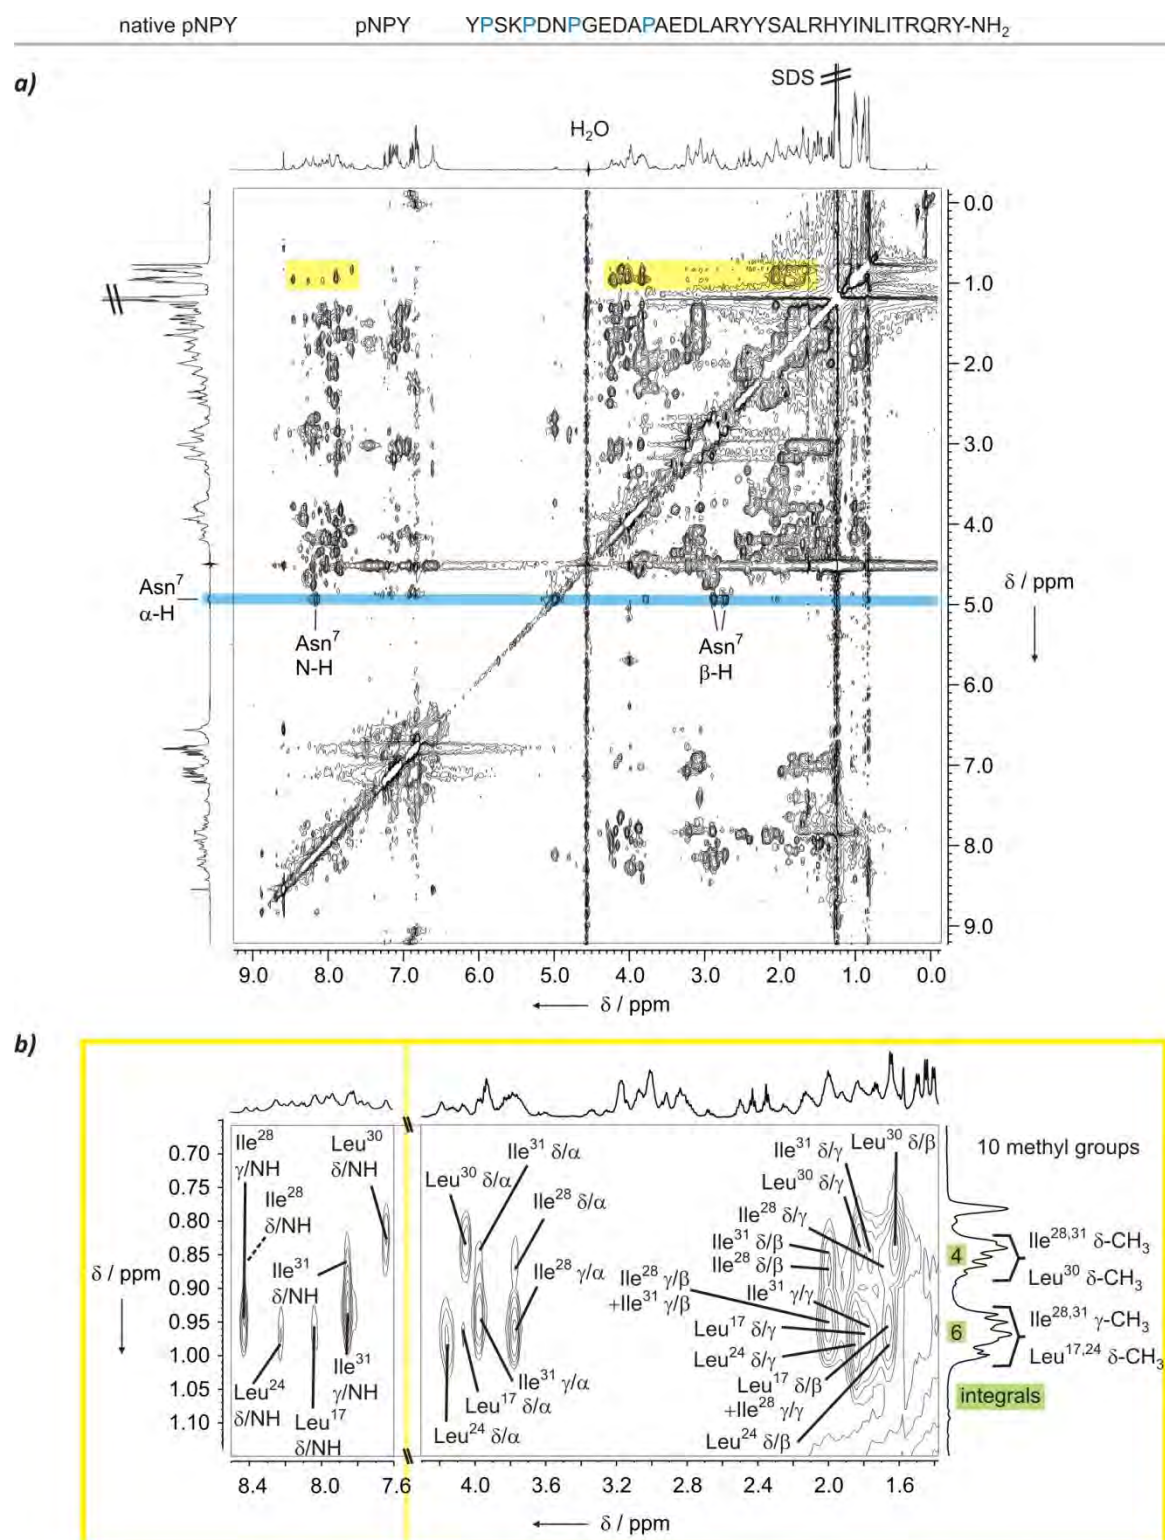 native pNPY pNPY YPSKPDNPGEDAPAEDLARYYSALRHYINLITRQRY-NH₂
a)
SDS
H₂O
0.0
1.0
2.0
3.0
4.0
5.0
6.0
7.0
8.0
9.0
δ / ppm
Asn⁷
α-H
Asn⁷
N-H
Asn⁷
β-H
9.0 8.0 7.0 6.0 5.0 4.0 3.0 2.0 1.0 0.0
δ / ppm
b)
0.70
0.75
0.80
0.85
0.90
0.95
1.00
1.05
1.10
δ / ppm
Ile²⁸
γ/NH
Ile²⁸
δ/NH
Leu³⁰
δ/NH
Ile³¹
δ/NH
Leu²⁴
δ/NH
Leu¹⁷
δ/NH
Ile³¹
γ/NH
Ile³¹ δ/α
Leu³⁰ δ/α
Ile²⁸ δ/α
Ile²⁸ γ/α
Ile³¹ γ/α
Leu¹⁷ δ/α
Leu²⁴ δ/α
Ile³¹ δ/γ
Leu³⁰ δ/β
Leu³⁰ δ/γ
Ile²⁸ δ/γ
Ile³¹ δ/β
Ile²⁸ δ/β
Ile²⁸ γ/β
+Ile³¹ γ/β
Ile³¹ γ/γ
Leu¹⁷ δ/γ
Leu²⁴ δ/γ
Leu¹⁷ δ/β
+Ile²⁸ γ/γ
Leu²⁴ δ/β
10 methyl groups
4
Ile²⁸,³¹ δ-CH₃
Leu³⁰ δ-CH₃
6
Ile²⁸,³¹ γ-CH₃
Leu¹⁷,²⁴ δ-CH₃
integrals
8.4 8.0 7.6 4.0 3.6 3.2 2.8 2.4 2.0 1.6
δ / ppm